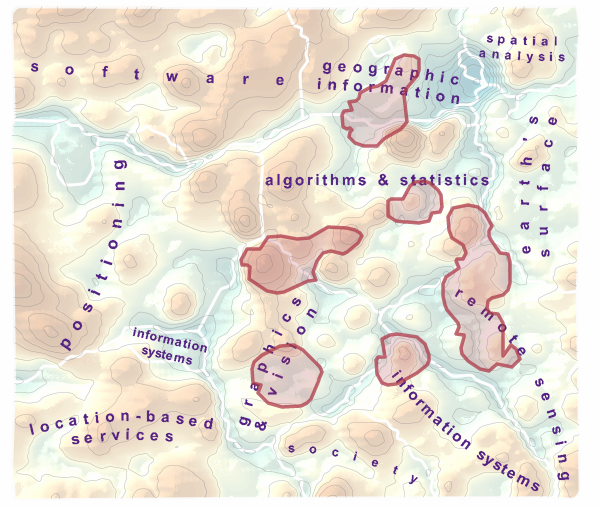 spatial
analysis
software
geographic
information
earth's
surface
algorithms & statistics
positioning
remote sensing
graphics
& vision
information
systems
information systems
location-based
services
society